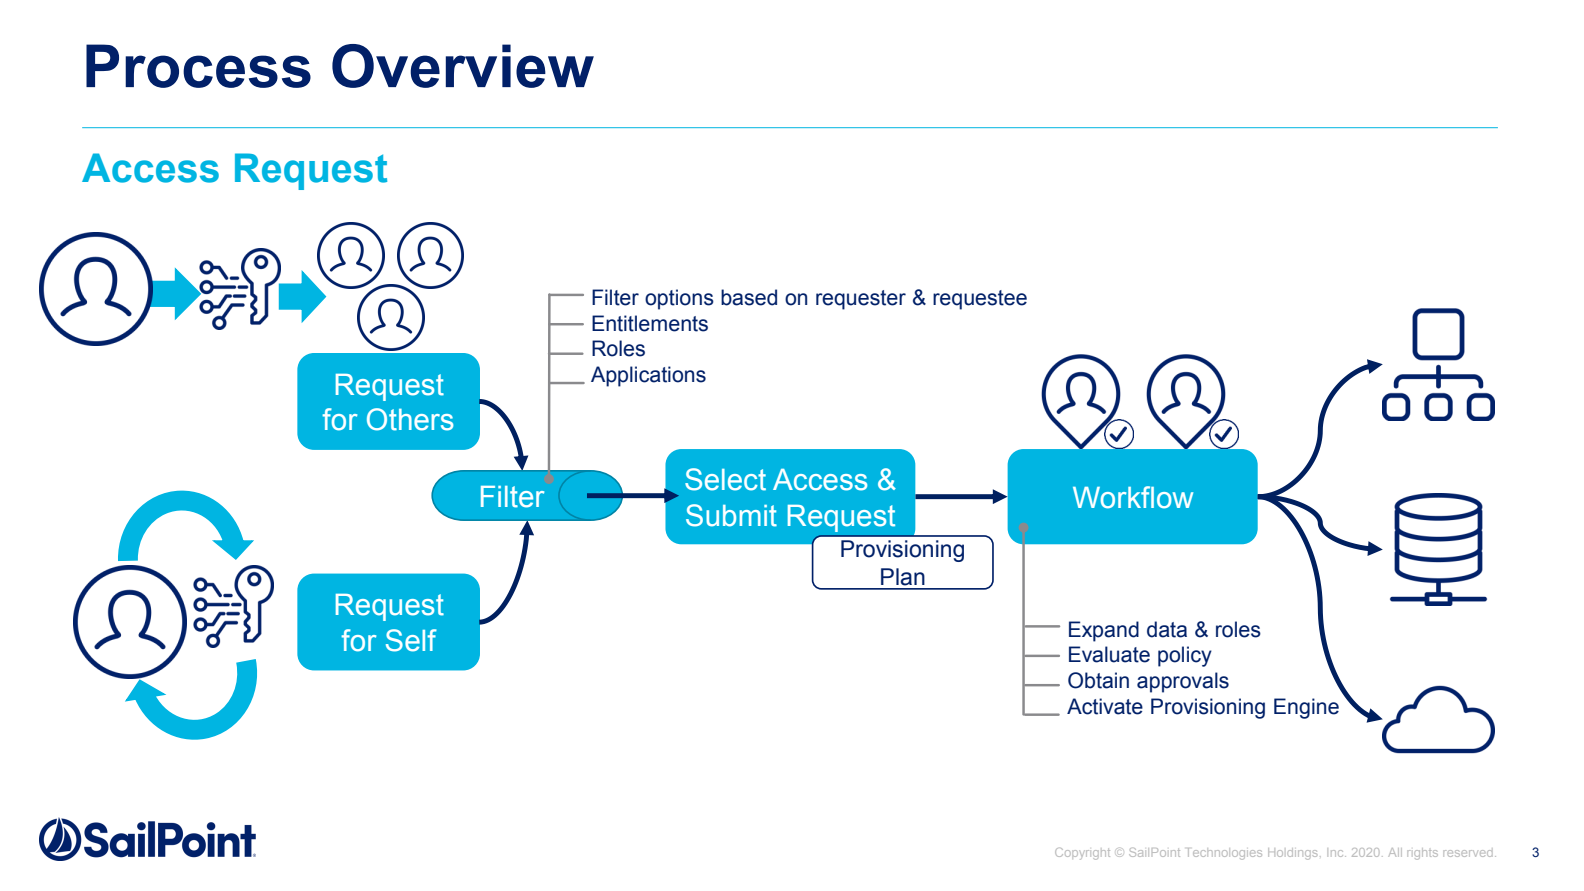 Process Overview
Access Request
Filter options based on requester & requestee
Entitlements
Roles
Applications
Request
for Others
Filter
Select Access &
Submit Request
Workflow
Provisioning
Plan
Request
for Self
Expand data & roles
Evaluate policy
Obtain approvals
Activate Provisioning Engine
SailPoint
Copyright © SailPoint Technologies Holdings, Inc. 2020. All rights reserved.
3